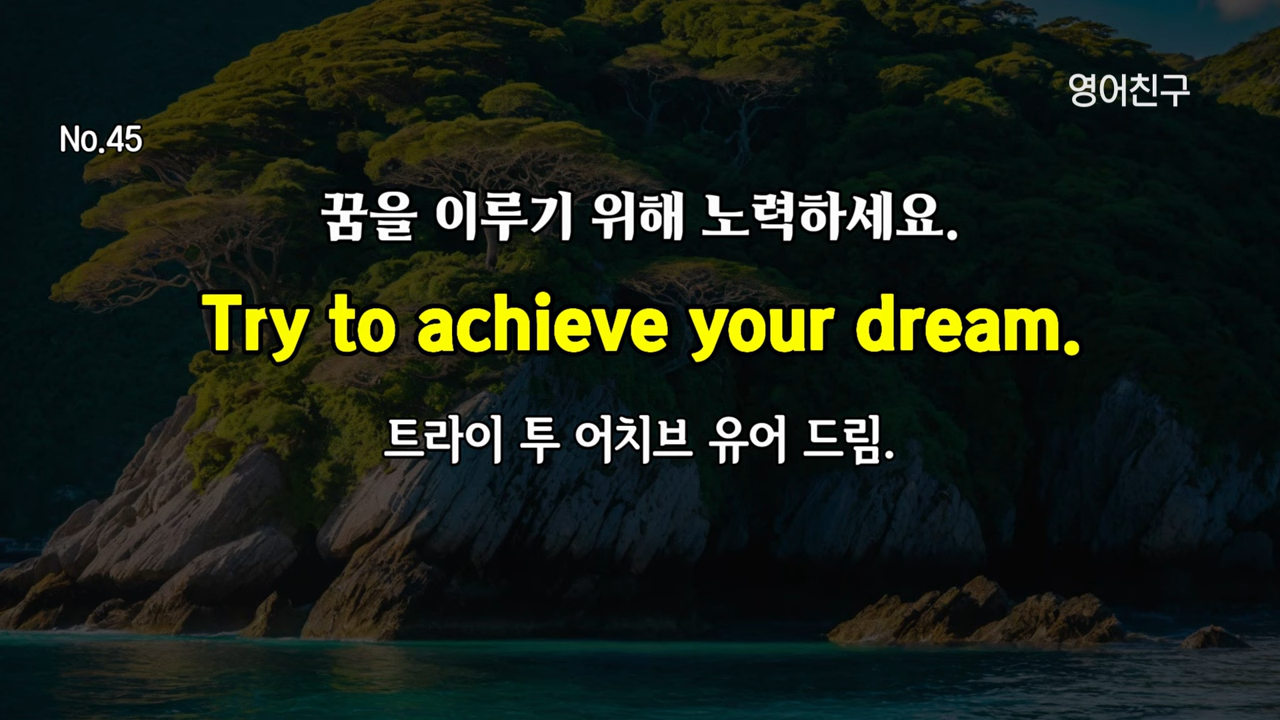 영어친구
No.45
꿈을 이루기 위해 노력하세요.
Try to achieve your dream.
트라이 투 어치브 유어 드림.